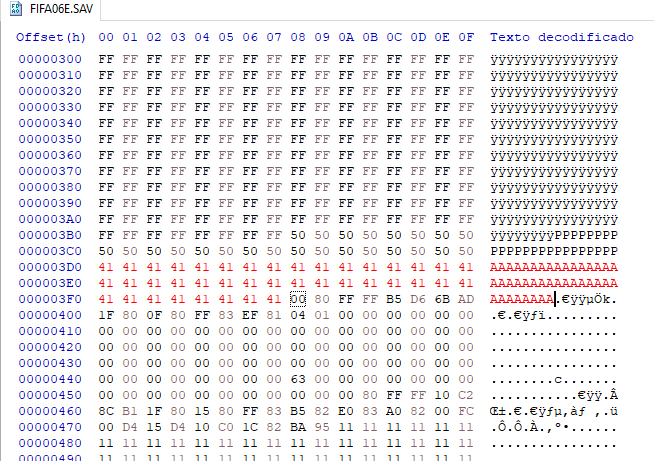 FIFA06E.SAV
Offset(h) 00 01 02 03 04 05 06 07 08 09 0A 0B 0C 0D 0E 0F Texto decodificado
00000300 FF FF FF FF FF FF FF FF FF FF FF FF FF FF FF FF ÿÿÿÿÿÿÿÿÿÿÿÿÿÿÿÿ
00000310 FF FF FF FF FF FF FF FF FF FF FF FF FF FF FF FF ÿÿÿÿÿÿÿÿÿÿÿÿÿÿÿÿ
00000320 FF FF FF FF FF FF FF FF FF FF FF FF FF FF FF FF ÿÿÿÿÿÿÿÿÿÿÿÿÿÿÿÿ
00000330 FF FF FF FF FF FF FF FF FF FF FF FF FF FF FF FF ÿÿÿÿÿÿÿÿÿÿÿÿÿÿÿÿ
00000340 FF FF FF FF FF FF FF FF FF FF FF FF FF FF FF FF ÿÿÿÿÿÿÿÿÿÿÿÿÿÿÿÿ
00000350 FF FF FF FF FF FF FF FF FF FF FF FF FF FF FF FF ÿÿÿÿÿÿÿÿÿÿÿÿÿÿÿÿ
00000360 FF FF FF FF FF FF FF FF FF FF FF FF FF FF FF FF ÿÿÿÿÿÿÿÿÿÿÿÿÿÿÿÿ
00000370 FF FF FF FF FF FF FF FF FF FF FF FF FF FF FF FF ÿÿÿÿÿÿÿÿÿÿÿÿÿÿÿÿ
00000380 FF FF FF FF FF FF FF FF FF FF FF FF FF FF FF FF ÿÿÿÿÿÿÿÿÿÿÿÿÿÿÿÿ
00000390 FF FF FF FF FF FF FF FF FF FF FF FF FF FF FF FF ÿÿÿÿÿÿÿÿÿÿÿÿÿÿÿÿ
000003A0 FF FF FF FF FF FF FF FF FF FF FF FF FF FF FF FF ÿÿÿÿÿÿÿÿÿÿÿÿÿÿÿÿ
000003B0 FF FF FF FF FF FF FF FF 50 50 50 50 50 50 50 50 ÿÿÿÿÿÿÿÿPPPPPPPP
000003C0 50 50 50 50 50 50 50 50 50 50 50 50 50 50 50 50 PPPPPPPPPPPPPPPP
000003D0 41 41 41 41 41 41 41 41 41 41 41 41 41 41 41 41 AAAAAAAAAAAAAAAA
000003E0 41 41 41 41 41 41 41 41 41 41 41 41 41 41 41 41 AAAAAAAAAAAAAAAA
000003F0 41 41 41 41 41 41 41 41 00 80 FF FF B5 D6 6B AD AAAAAAAA.€ÿÿµÖk.
00000400 1F 80 0F 80 FF 83 EF 81 04 01 00 00 00 00 00 00 .€.€ÿƒï.........
00000410 00 00 00 00 00 00 00 00 00 00 00 00 00 00 00 00 ................
00000420 00 00 00 00 00 00 00 00 00 00 00 00 00 00 00 00 ................
00000430 00 00 00 00 00 00 00 00 00 00 00 00 00 00 00 00 ................
00000440 00 00 00 00 00 00 00 00 63 00 00 00 00 00 00 00 ........c.......
00000450 00 00 00 00 00 00 00 00 00 00 00 80 FF FF 10 C2 ...........€ÿÿ.Â
00000460 8C B1 1F 80 15 80 FF 83 B5 82 E0 83 A0 82 00 FC Œ±.€.€ÿƒµ‚àƒ ‚.ü
00000470 00 D4 15 D4 10 C0 1C 82 BA 95 11 11 11 11 11 11 .Ô.Ô.À.‚º•......
00000480 11 11 11 11 11 11 11 11 11 11 11 11 11 11 11 11 ................
00000490 11 11 11 11 11 11 11 11 11 11 11 11 11 11 11 11